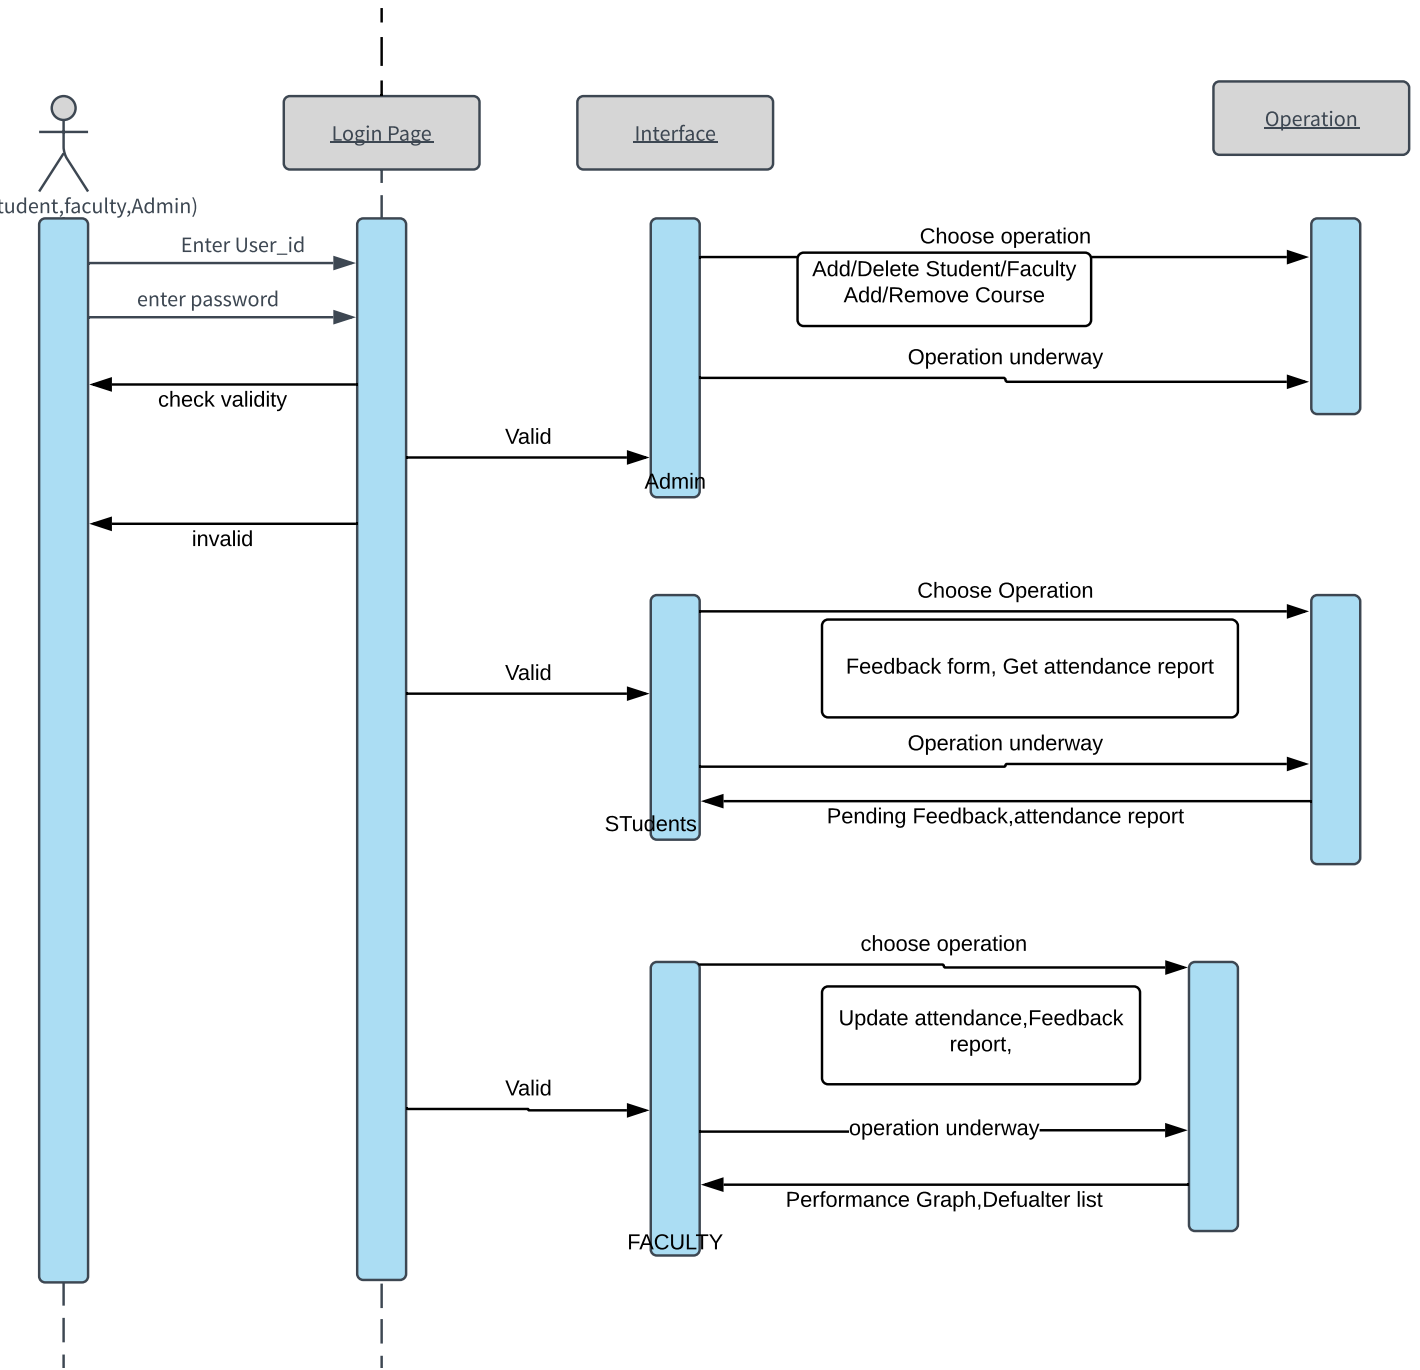 Login Page
Interface
Operation
tudent,faculty,Admin)
Enter User_id
enter password
check validity
Valid
invalid
Admin
Choose operation
Add/Delete Student/Faculty
Add/Remove Course
Operation underway
Valid
STudents
Choose Operation
Feedback form, Get attendance report
Operation underway
Pending Feedback,attendance report
Valid
FACULTY
choose operation
Update attendance,Feedback
report,
operation underway
Performance Graph,Defualter list